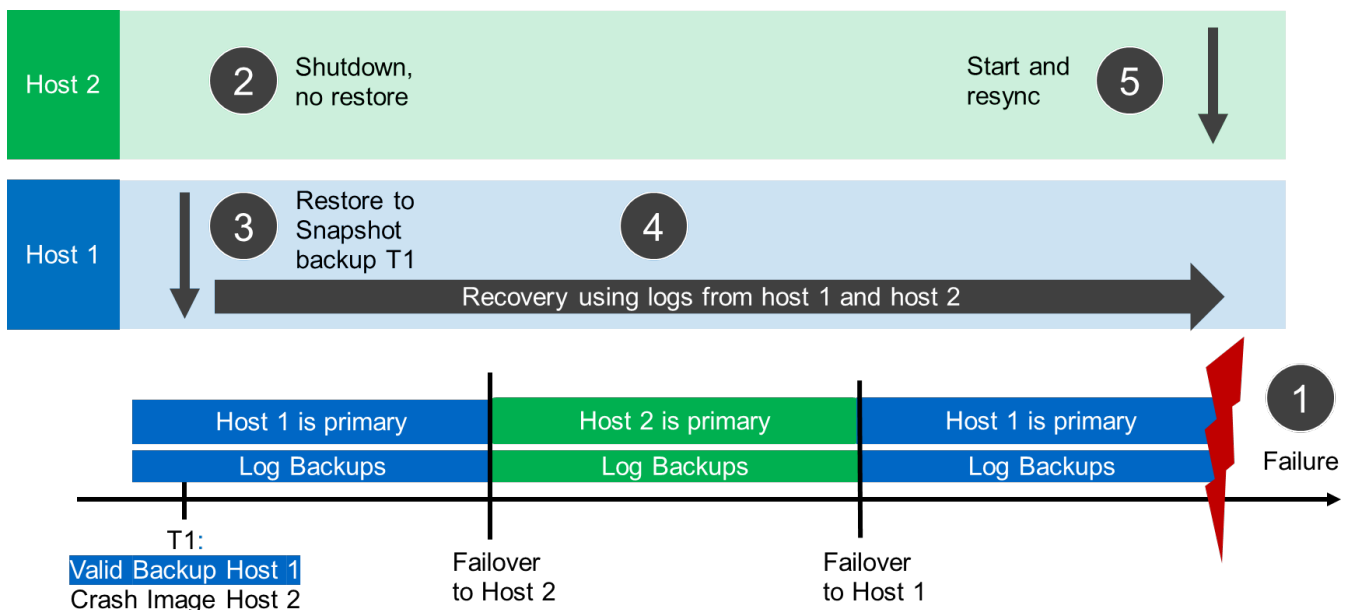 Host 2
2
Shutdown,
no restore
Start and
resync
5
Host 1
3
Restore to
Snapshot
backup T1
4
Recovery using logs from host 1 and host 2
Host 1 is primary
Host 2 is primary
Host 1 is primary
1
Log Backups
Log Backups
Log Backups
Failure
T1:
Valid Backup Host 1
Crash Image Host 2
Failover
to Host 2
Failover
to Host 1